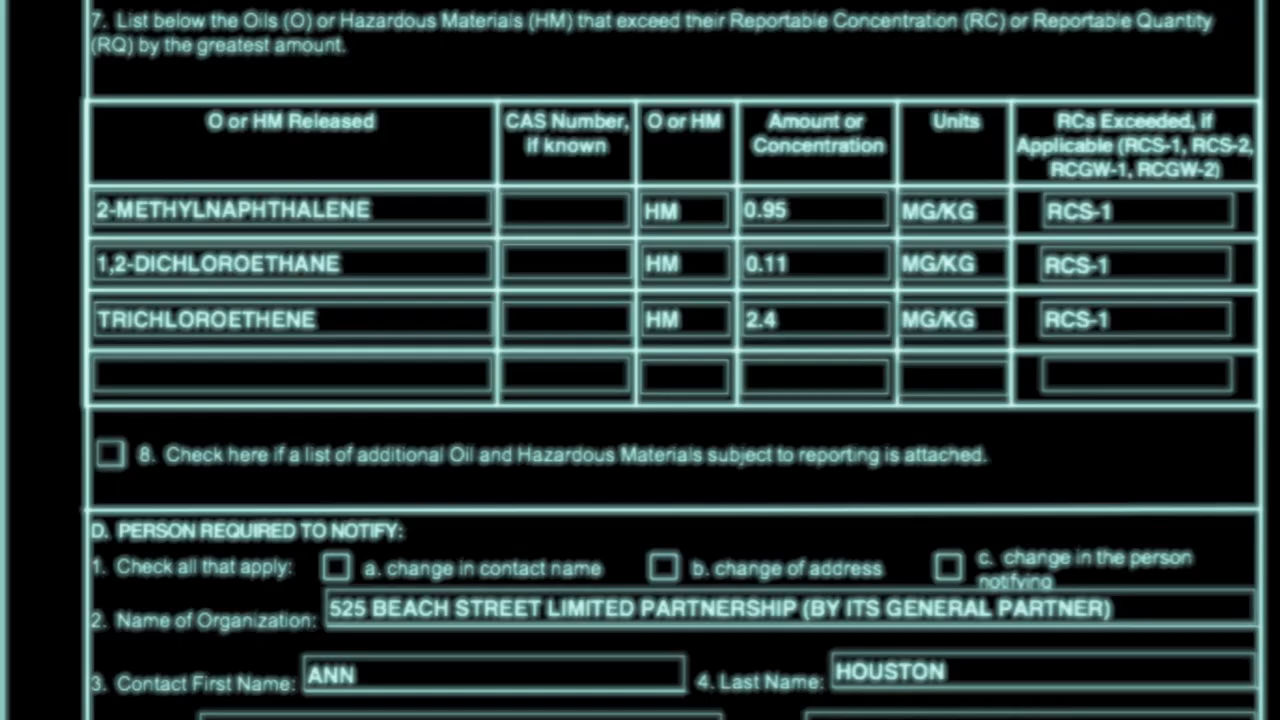 7. List below the Oils (O) or Hazardous Materials (HM) that exceed their Reportable Concentration (RC) or Reportable Quantity
(RQ) by the greatest amount.
O or HM Released
CAS Number,
if known
O or HM
Amount or
Concentration
Units
RCs Exceeded, if
Applicable (RCS-1, RCS-2,
RCGW-1, RCGW-2)
2-METHYLNAPHTHALENE HM 0.95 MG/KG RCS-1
1,2-DICHLOROETHANE HM 0.11 MG/KG RCS-1
TRICHLOROETHENE HM 2.4 MG/KG RCS-1
8. Check here if a list of additional Oil and Hazardous Materials subject to reporting is attached.
D. PERSON REQUIRED TO NOTIFY:
1. Check all that apply: a. change in contact name b. change of address c. change in the person
notifying
2. Name of Organization: 525 BEACH STREET LIMITED PARTNERSHIP (BY ITS GENERAL PARTNER)
3. Contact First Name: ANN 4. Last Name: HOUSTON